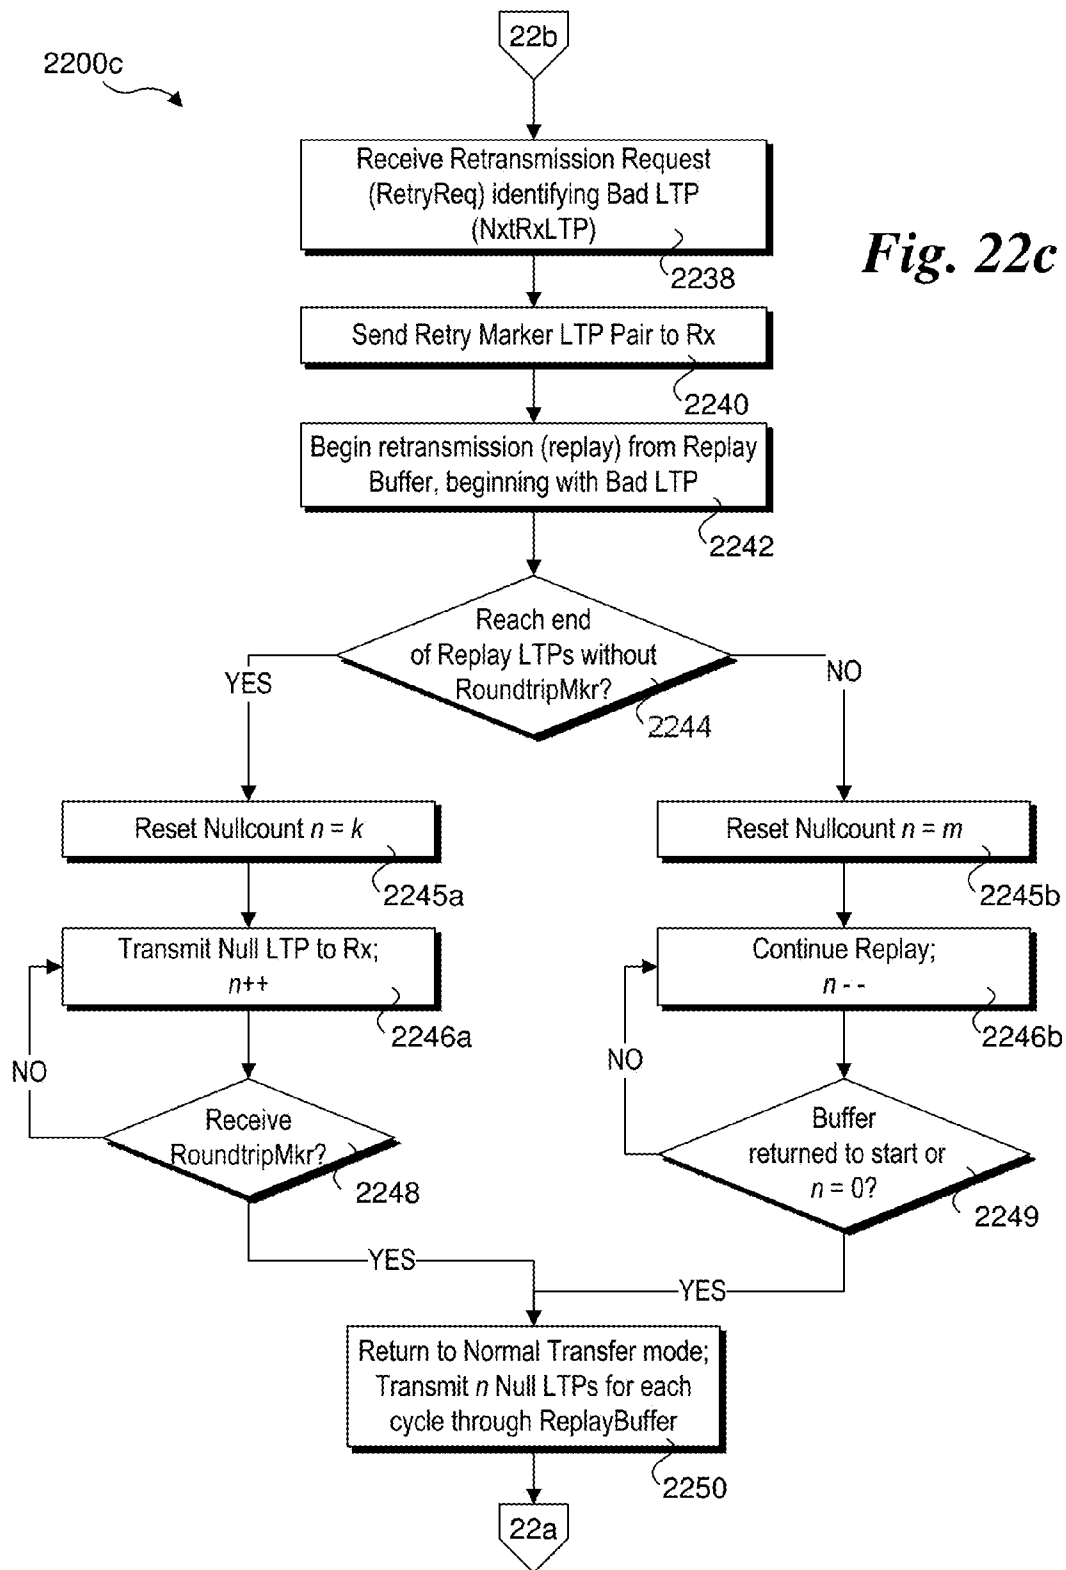 22b
2200c
Receive Retransmission Request
(RetryReq) identifying Bad LTP
(NxtRxLTP)
2238
Fig. 22c
Send Retry Marker LTP Pair to Rx
2240
Begin retransmission (replay) from Replay
Buffer, beginning with Bad LTP
2242
Reach end
of Replay LTPs without
RoundtripMkr?
2244
YES
NO
Reset Nullcount n = k
2245a
Reset Nullcount n = m
2245b
Transmit Null LTP to Rx;
n++
2246a
Continue Replay;
n - -
2246b
NO
NO
Receive
RoundtripMkr?
2248
Buffer
returned to start or
n = 0?
2249
YES
YES
Return to Normal Transfer mode;
Transmit n Null LTPs for each
cycle through ReplayBuffer
2250
22a